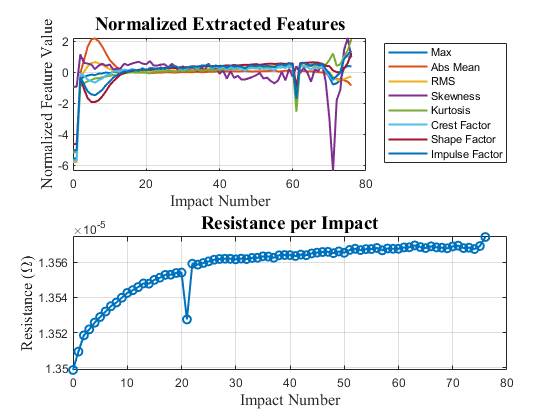 Normalized Extracted Features
Normalized Feature Value
2
0
-2
-4
-6
0 20 40 60 80
Impact Number
Max
Abs Mean
RMS
Skewness
Kurtosis
Crest Factor
Shape Factor
Impulse Factor
Resistance per Impact
×10-5
Resistance (Ω)
1.356
1.354
1.352
1.35
0 10 20 30 40 50 60 70 80
Impact Number